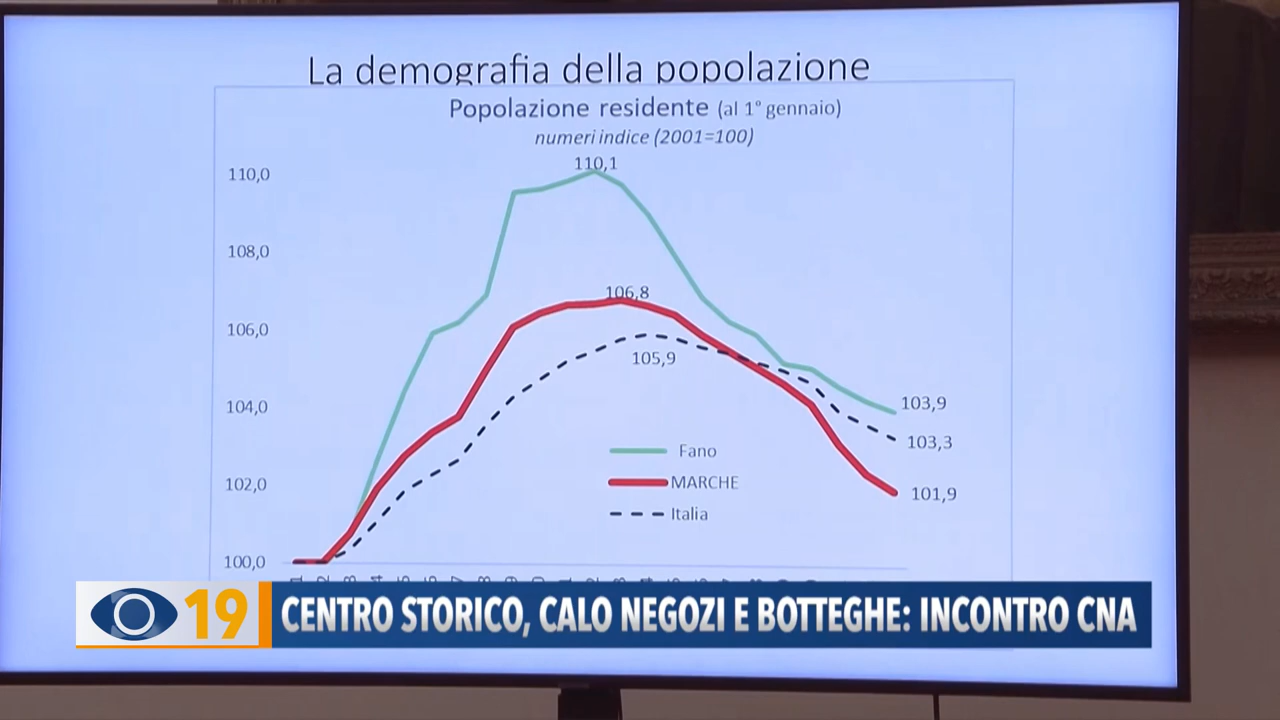 La demografia della popolazione
Popolazione residente (al 1° gennaio)
numeri indice (2001=100)
110,1
110,0
108,0
106,8
106,0
105,9
104,0
103,9
103,3
Fano
102,0
MARCHE
101,9
Italia
100,0
19 CENTRO STORICO, CALO NEGOZI E BOTTEGHE: INCONTRO CNA